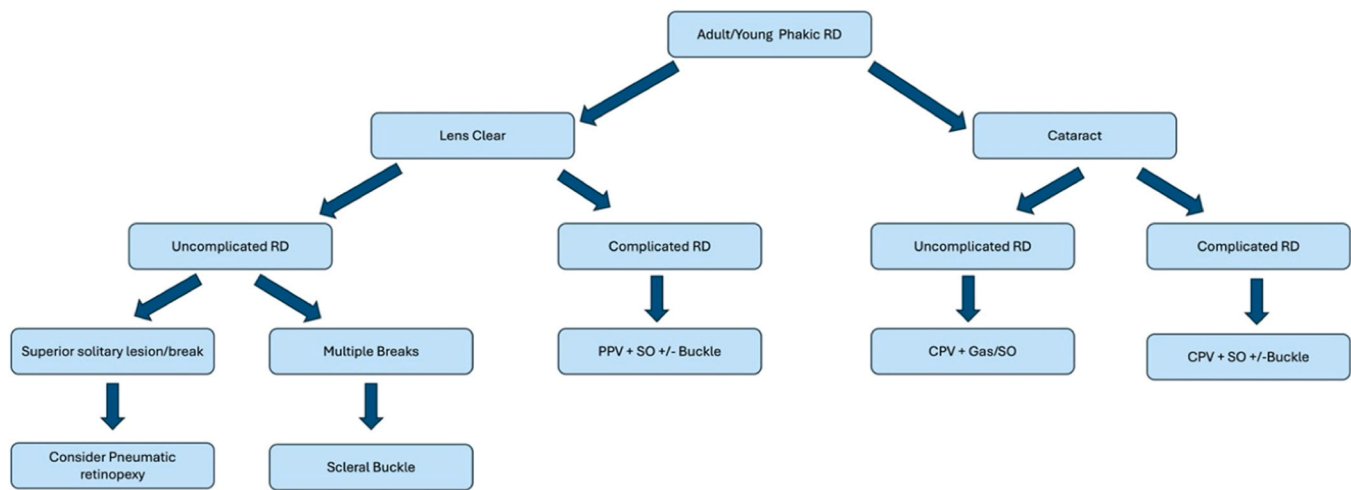 Adult/Young Phakic RD
Lens Clear
Cataract
Uncomplicated RD
Complicated RD
Uncomplicated RD
Complicated RD
Superior solitary lesion/break
Multiple Breaks
PPV + SO +/- Buckle
CPV + Gas/SO
CPV + SO +/-Buckle
Consider Pneumatic
retinopexy
Scleral Buckle